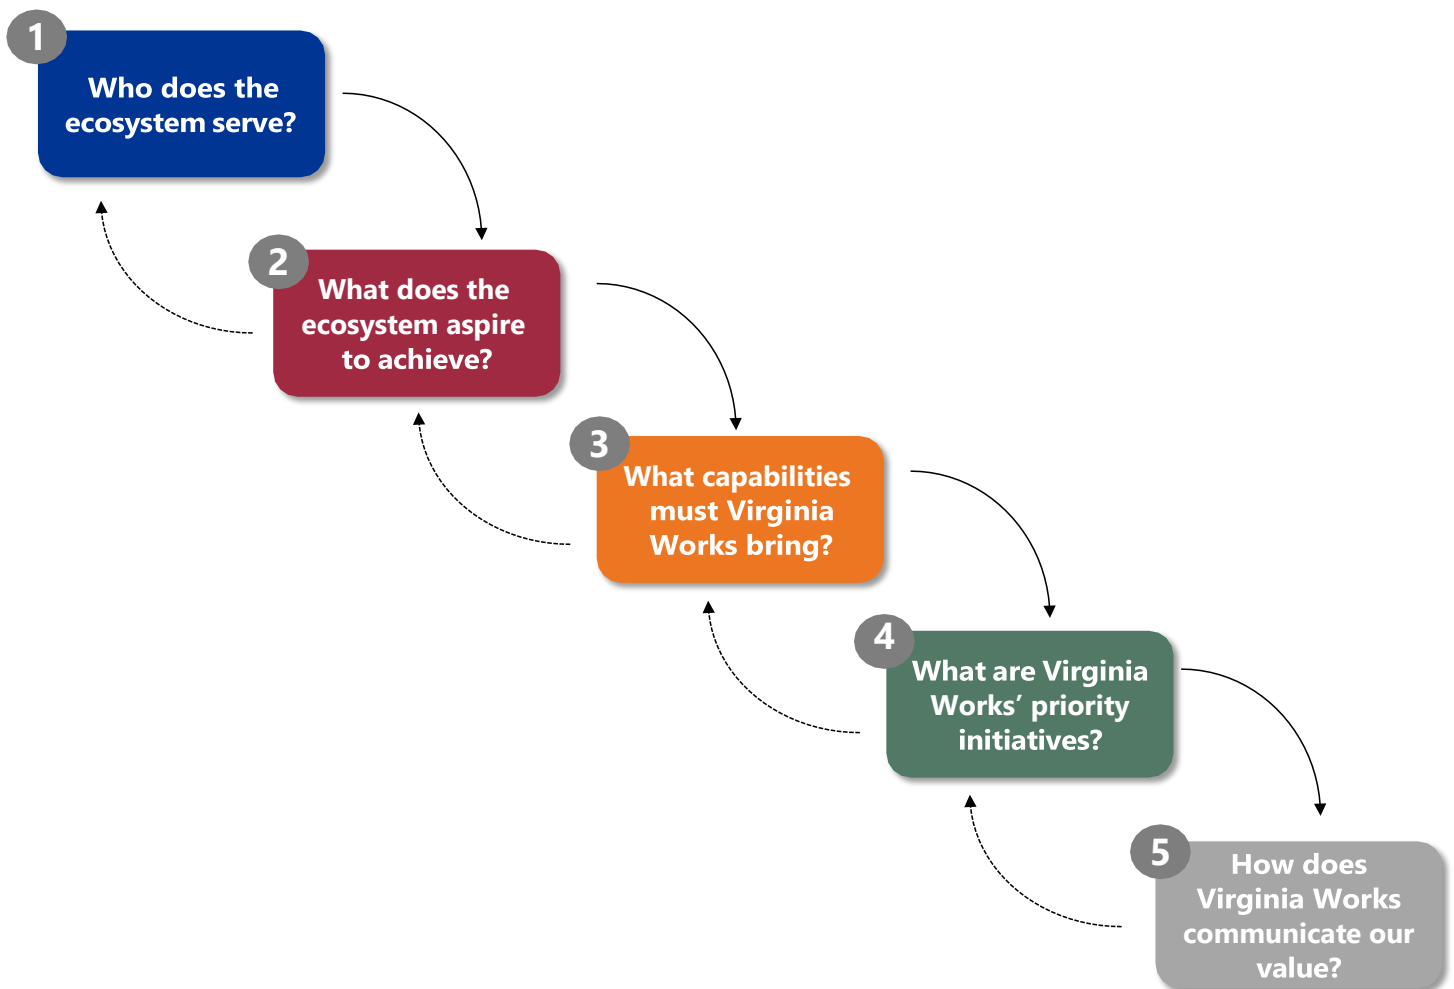 1
Who does the
ecosystem serve?
2
What does the
ecosystem aspire
to achieve?
3
What capabilities
must Virginia
Works bring?
4
What are Virginia
Works’ priority
initiatives?
5
How does
Virginia Works
communicate our
value?